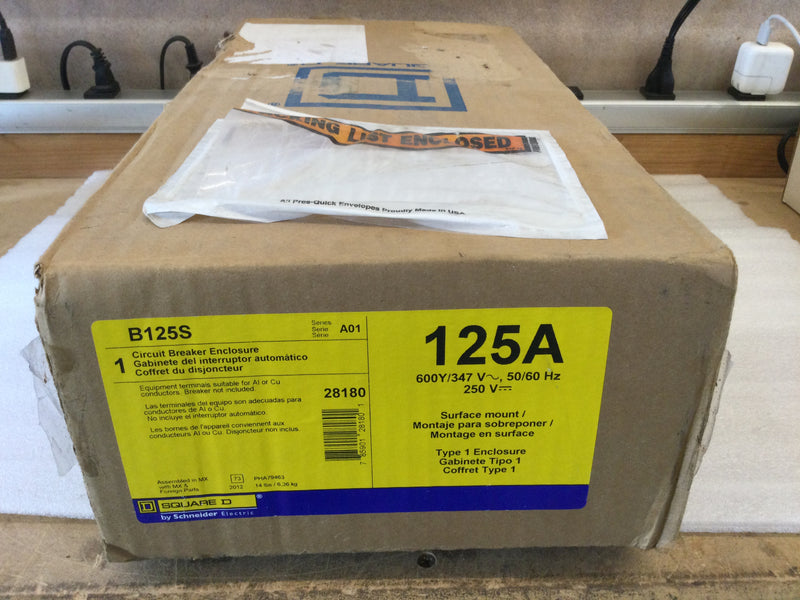 PACKING LIST ENCLOSED
All Pres-Quick Envelopes Proudly Made in USA
B125S
Series
Serie
Série
A01
1
Circuit Breaker Enclosure
Gabinete del interruptor automático
Coffret du disjoncteur
Equipment terminals suitable for Al or Cu
conductors. Breaker not included.
28180
Las terminales del equipo son adecuadas para
conductores de Al o Cu.
No incluye el interruptor automático.
Les bornes de l'appareil conviennent aux
conducteurs Al ou Cu. Disjoncteur non inclus.
7 85901 28180 1
Assembled in MX
with MX &
Foreign Parts
73
2012
PHA79463
14 lbs / 6.36 kg
125A
600Y/347 V~, 50/60 Hz
250 V⎓
Surface mount /
Montaje para sobreponer /
Montage en surface
Type 1 Enclosure
Gabinete Tipo 1
Coffret Type 1
D SQUARE D ®
by Schneider Electric